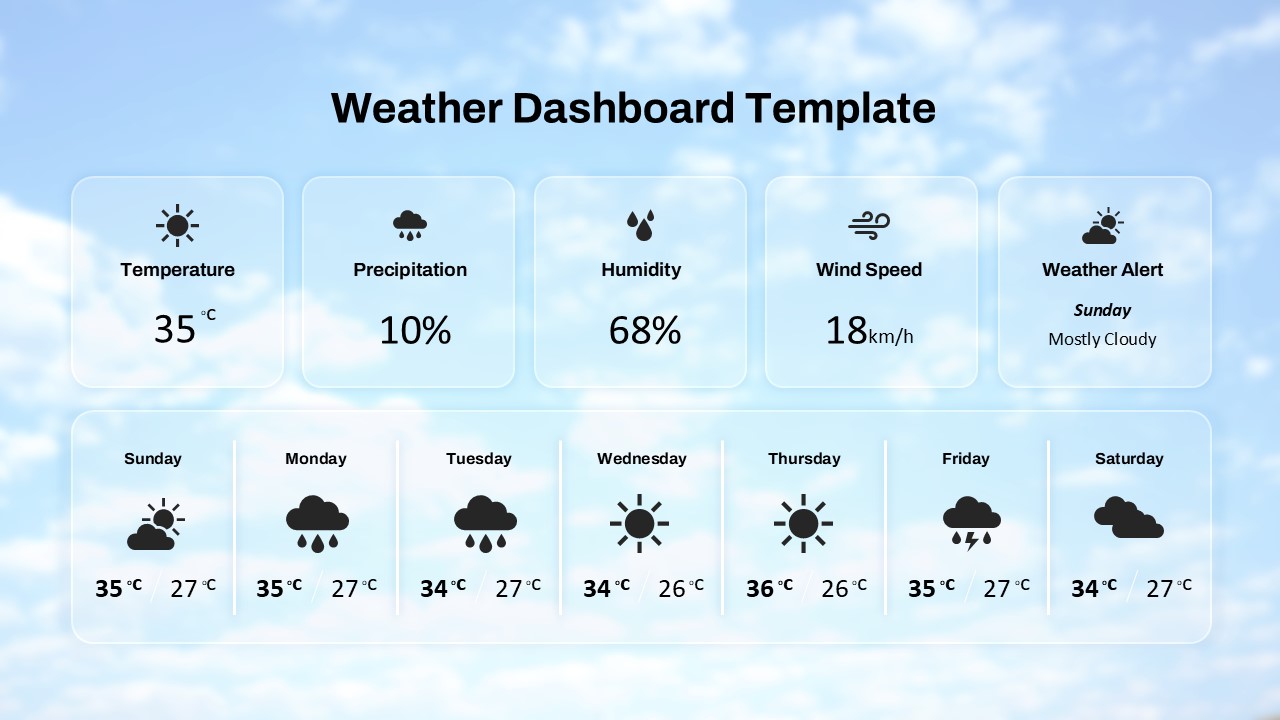 Weather Dashboard Template
Temperature
35 °C
Precipitation
10%
Humidity
68%
Wind Speed
18km/h
Weather Alert
Sunday
Mostly Cloudy
Sunday
35 °C / 27 °C
Monday
35 °C / 27 °C
Tuesday
34 °C / 27 °C
Wednesday
34 °C / 26 °C
Thursday
36 °C / 26 °C
Friday
35 °C / 27 °C
Saturday
34 °C / 27 °C